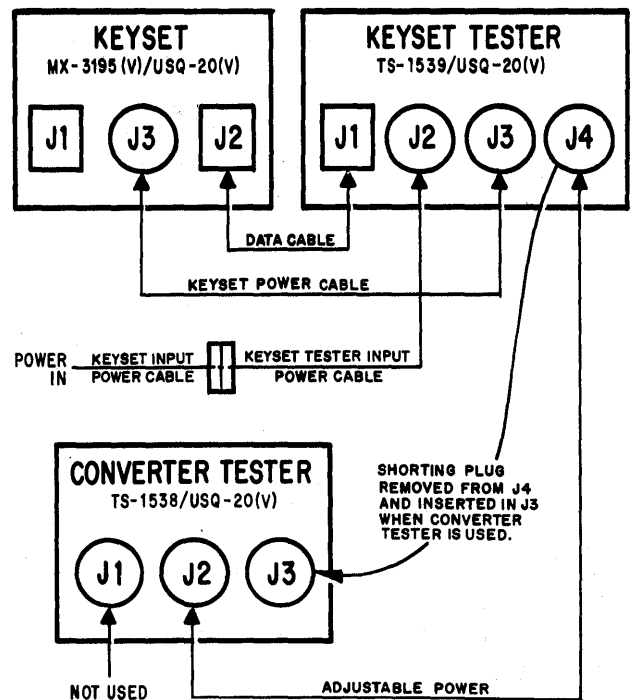 KEYSET
MX-3195(V)/USQ-20(V)
J1
J3
J2
KEYSET TESTER
TS-1539/USQ-20(V)
J1
J2
J3
J4
DATA CABLE
KEYSET POWER CABLE
POWER
IN
KEYSET INPUT
POWER CABLE
KEYSET TESTER INPUT
POWER CABLE
CONVERTER TESTER
TS-1538/USQ-20(V)
J1
J2
J3
SHORTING PLUG
REMOVED FROM J4
AND INSERTED IN J3
WHEN CONVERTER
TESTER IS USED.
NOT USED
ADJUSTABLE POWER